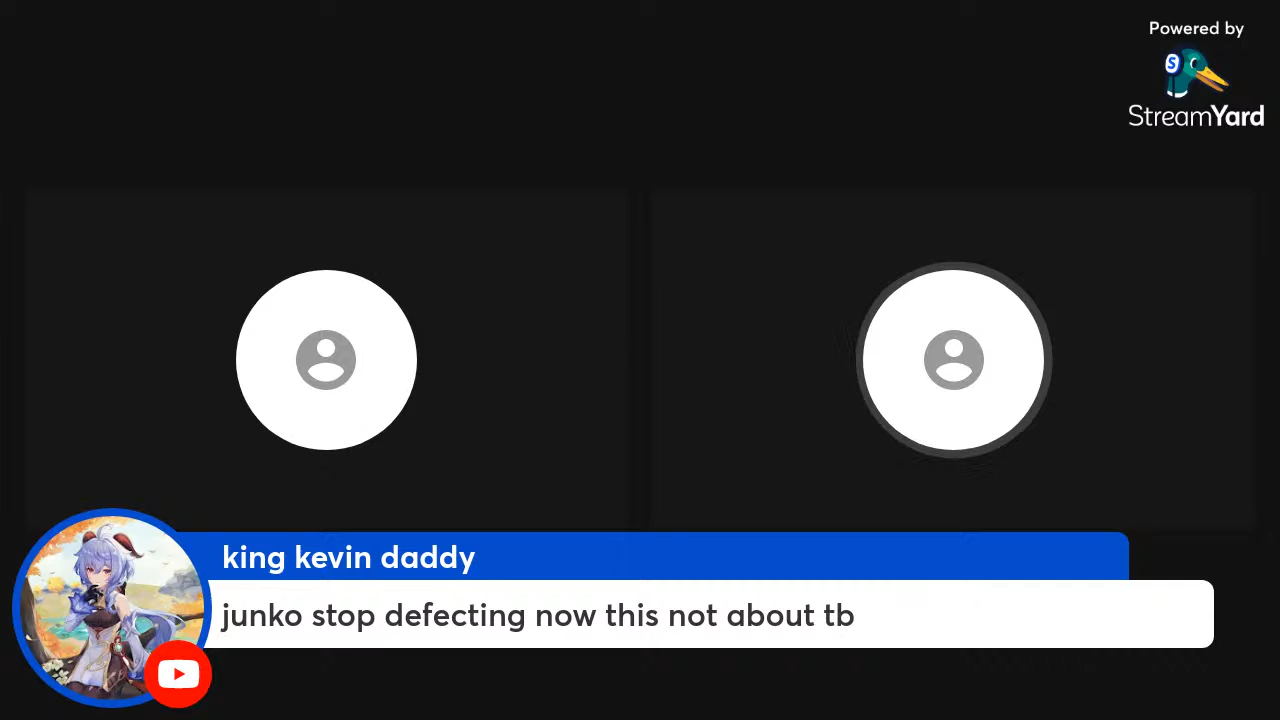 Powered by
S
StreamYard
king kevin daddy
junko stop defecting now this not about tb